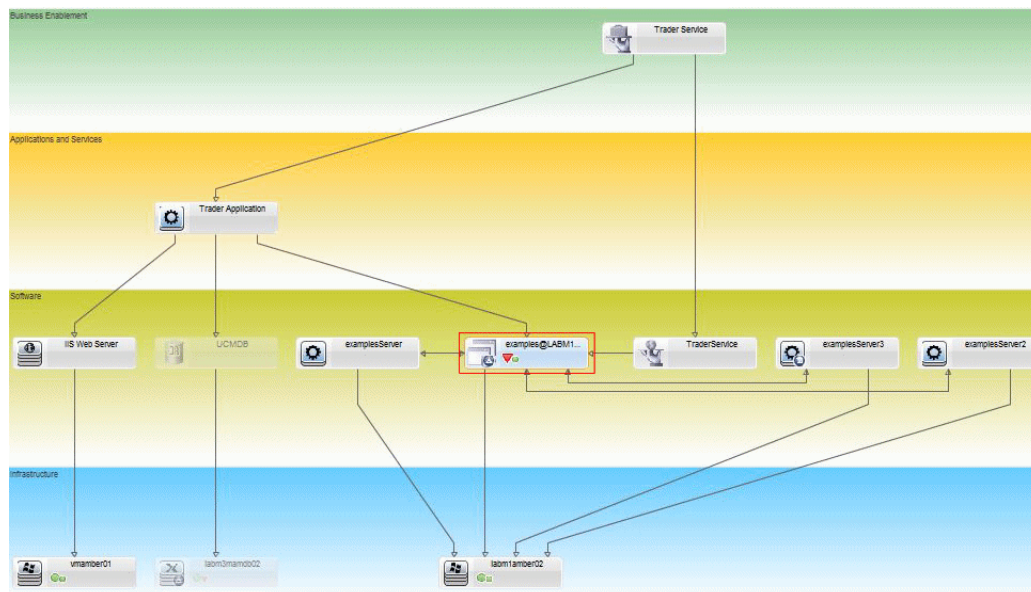 Business Enablement
Trader Service
Applications and Services
Trader Application
Software
IIS Web Server
UCMDB
examplesServer
examples@LABM1...
TraderService
examplesServer3
examplesServer2
Infrastructure
vmamber01
labm3mamdb02
labm1amber02